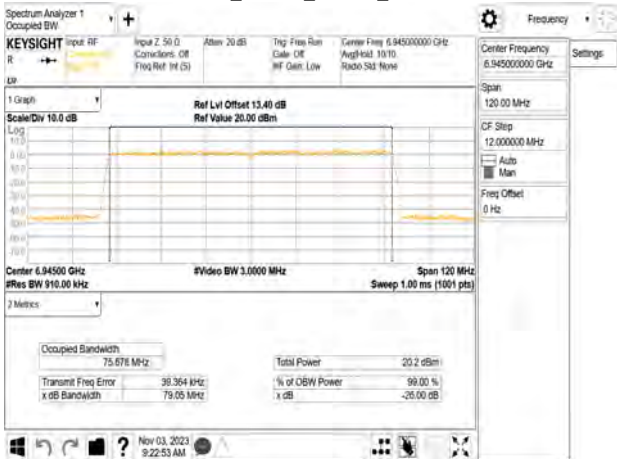 Spectrum Analyzer 1
Occupied BW
Frequency
KEYSIGHT
Input: RF
Input Z: 50 Ω
Atten: 20 dB
Trig: Free Run
Center Freq: 6.945000000 GHz
R
Corrections: Off
Gate: Off
Avg|Hold: 10/10
Freq Ref: Int (S)
#IF Gain: Low
Radio Std: None
Center Frequency
6.945000000 GHz
Settings
Span
120.00 MHz
CF Step
12.000000 MHz
Auto
Man
Freq Offset
0 Hz
1 Graph
Scale/Div 10.0 dB
Ref Lvl Offset 13.40 dB
Ref Value 20.00 dBm
Log
10.0
0.00
Center 6.94500 GHz
#Video BW 3.0000 MHz
Span 120 MHz
#Res BW 910.00 kHz
Sweep 1.00 ms (1001 pts)
2 Metrics
Occupied Bandwidth
75.676 MHz
Total Power
20.2 dBm
Transmit Freq Error
39.364 kHz
% of OBW Power
99.00 %
x dB Bandwidth
79.05 MHz
x dB
-26.00 dB
?
Nov 03, 2023
9:22:53 AM